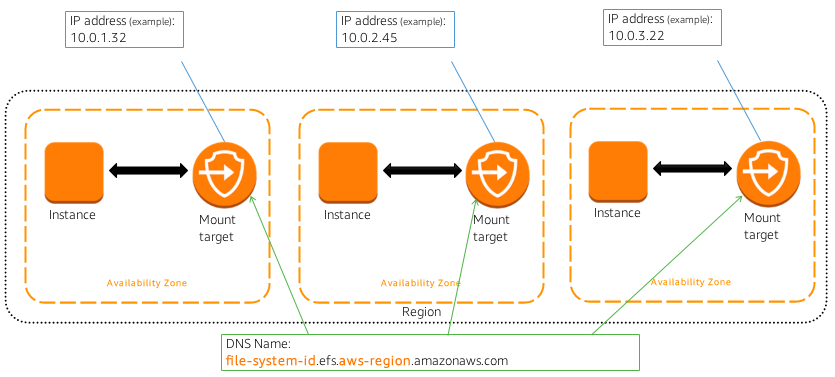 IP address (example):
10.0.1.32
IP address (example):
10.0.2.45
IP address (example):
10.0.3.22
Instance
Mount
target
Availability Zone
Instance
Mount
target
Availability Zone
Instance
Mount
target
Availability Zone
Region
DNS Name:
file-system-id.efs.aws-region.amazonaws.com